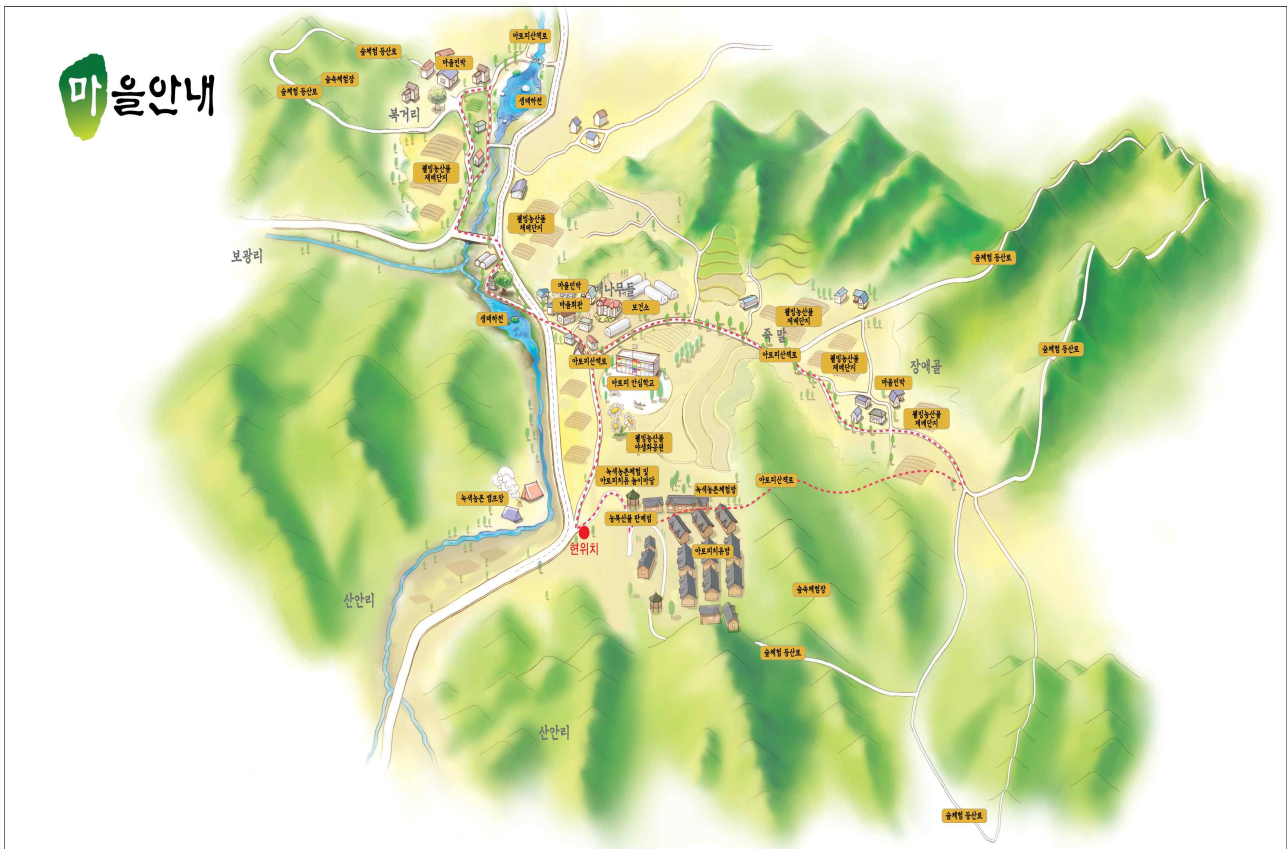 마을안내
숲체험 등산로
아토피산책로
마을민박
숲속체험장
숲체험 등산로
생태하천
복거리
웰빙농산물
재배단지
웰빙농산물
재배단지
보광리
숲체험 등산로
마을민박
배나무들
마을회관
보건소
생태하천
웰빙농산물
재배단지
줄말
숲체험 등산로
아토피산책로
아토피산책로
웰빙농산물
재배단지
장애골
아토피 안심학교
마을민박
웰빙농산물
재배단지
웰빙농산물
야생화공원
녹색농촌체험 및
아토피치유 놀이마당
아토피산책로
녹색농촌체험방
녹색농촌 캠프장
농특산물 판매점
현위치
아토피치유방
숲속체험장
산안리
숲체험 등산로
산안리
숲체험 등산로